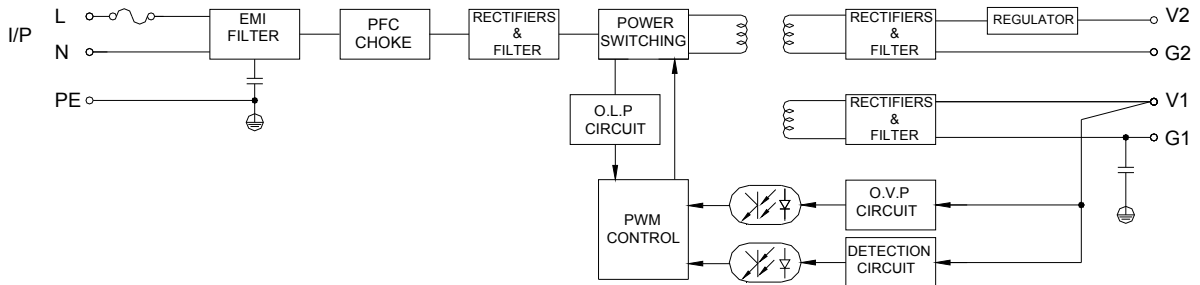 I/P
L
N
PE
EMI
FILTER
PFC
CHOKE
RECTIFIERS
&
FILTER
POWER
SWITCHING
O.L.P
CIRCUIT
PWM
CONTROL
RECTIFIERS
&
FILTER
REGULATOR
V2
G2
RECTIFIERS
&
FILTER
V1
G1
O.V.P
CIRCUIT
DETECTION
CIRCUIT